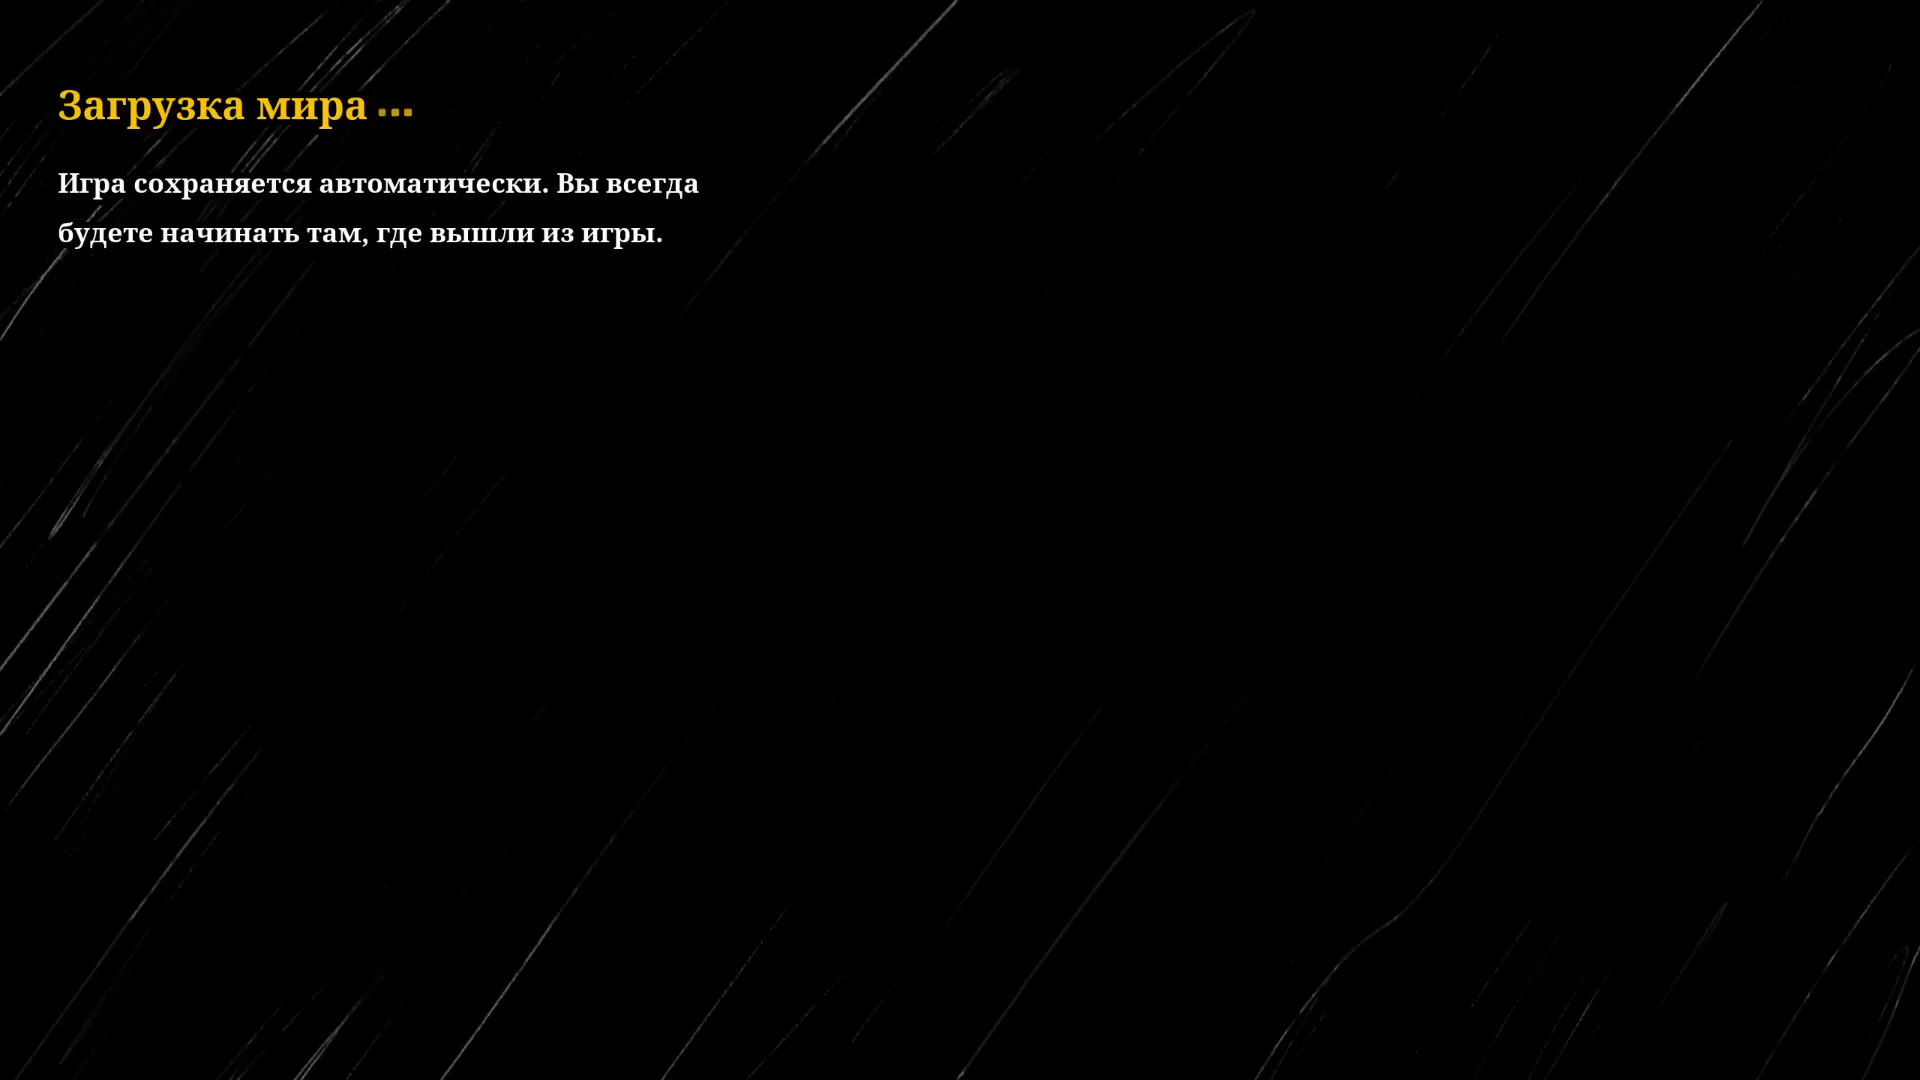 Загрузка мира ...
Игра сохраняется автоматически. Вы всегда
будете начинать там, где вышли из игры.